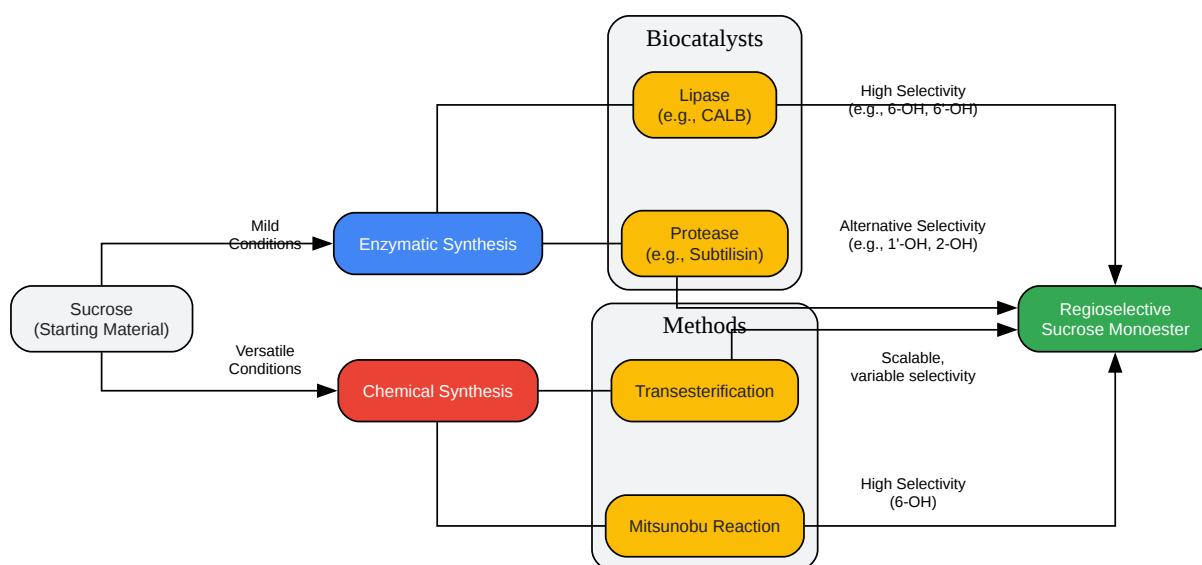 Biocatalysts
Lipase
(e.g., CALB)
High Selectivity
(e.g., 6-OH, 6'-OH)
Mild
Conditions
Enzymatic Synthesis
Protease
(e.g., Subtilisin)
Alternative Selectivity
(e.g., 1'-OH, 2-OH)
Sucrose
(Starting Material)
Regioselective
Sucrose Monoester
Methods
Versatile
Conditions
Chemical Synthesis
Transesterification
Scalable,
variable selectivity
Mitsunobu Reaction
High Selectivity
(6-OH)